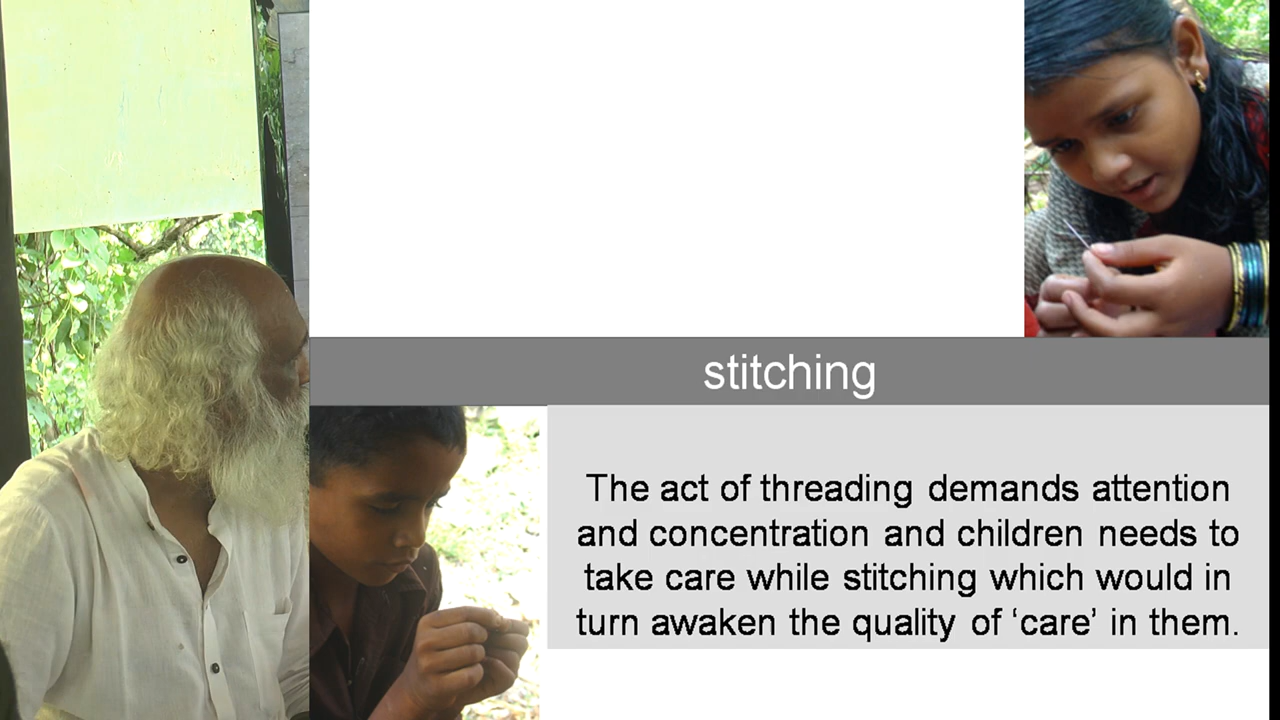 stitching
The act of threading demands attention
and concentration and children needs to
take care while stitching which would in
turn awaken the quality of ‘care’ in them.